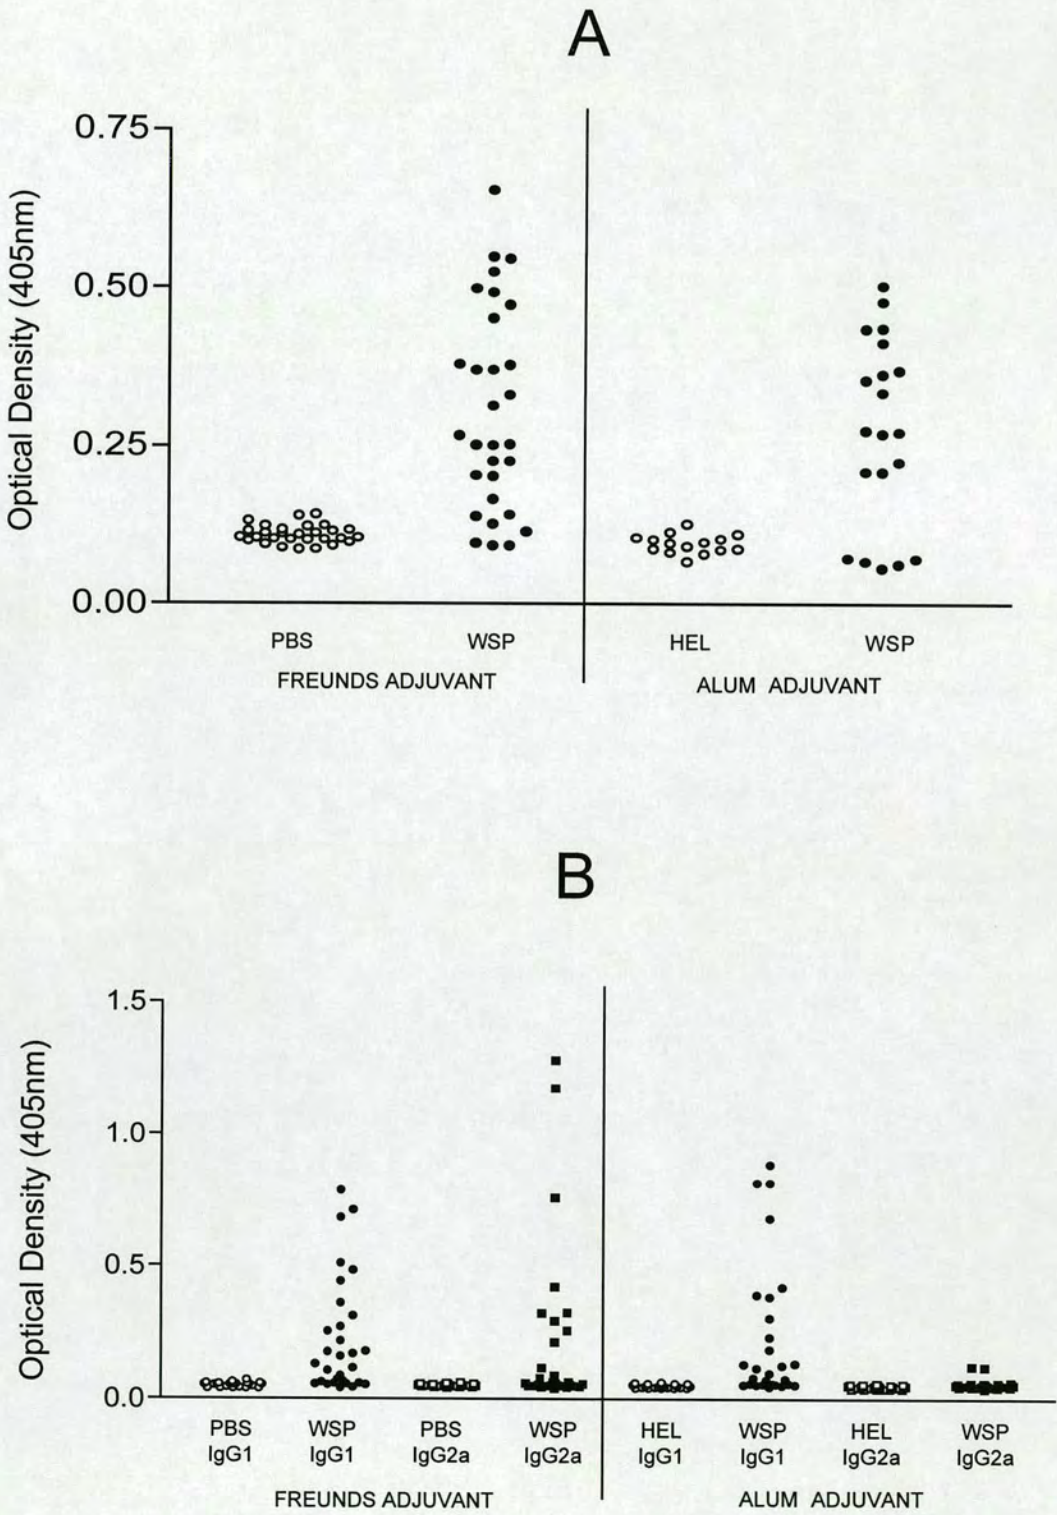 A
0.75
0.50
0.25
0.00
Optical Density (405nm)
PBS WSP HEL WSP
FREUNDS ADJUVANT ALUM ADJUVANT
B
1.5
1.0
0.5
0.0
Optical Density (405nm)
PBS WSP PBS WSP HEL WSP HEL WSP
IgG1 IgG1 IgG2a IgG2a IgG1 IgG1 IgG2a IgG2a
FREUNDS ADJUVANT ALUM ADJUVANT